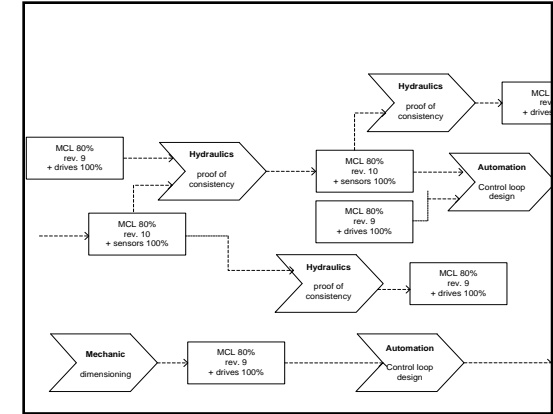 Hydraulics
proof of
consistency
MCL
rev
+ drives
MCL 80%
rev. 9
+ drives 100%
Hydraulics
proof of
consistency
MCL 80%
rev. 10
+ sensors 100%
Automation
Control loop
design
MCL 80%
rev. 10
+ sensors 100%
MCL 80%
rev. 9
+ drives 100%
Hydraulics
proof of
consistency
MCL 80%
rev. 9
+ drives 100%
Mechanic
dimensioning
MCL 80%
rev. 9
+ drives 100%
Automation
Control loop
design